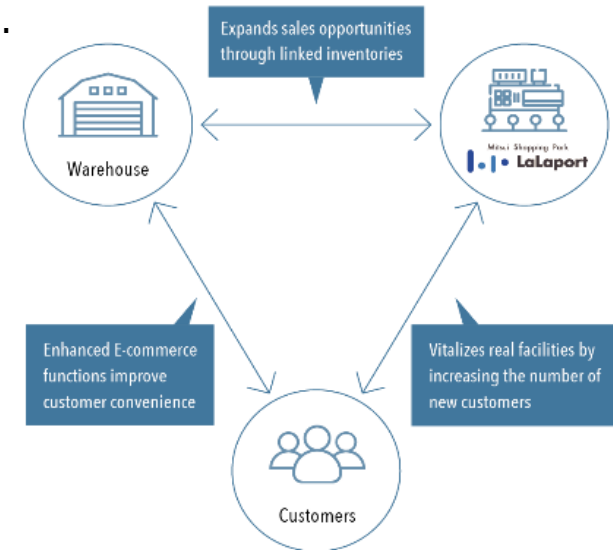 .
Expands sales opportunities
through linked inventories
Warehouse
Mitsui Shopping Park
LaLaport
Enhanced E-commerce
functions improve
customer convenience
Vitalizes real facilities by
increasing the number of
new customers
Customers